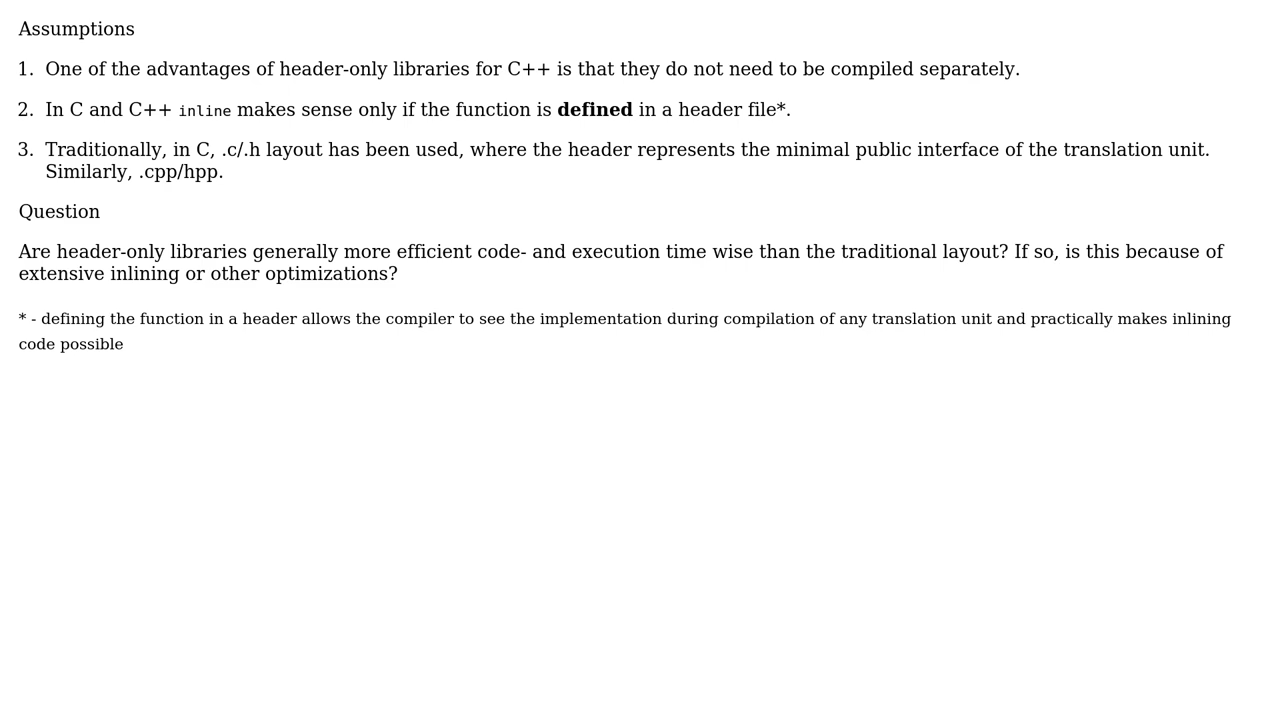 Assumptions
1. One of the advantages of header-only libraries for C++ is that they do not need to be compiled separately.
2. In C and C++ inline makes sense only if the function is defined in a header file*.
3. Traditionally, in C, .c/.h layout has been used, where the header represents the minimal public interface of the translation unit.
Similarly, .cpp/hpp.
Question
Are header-only libraries generally more efficient code- and execution time wise than the traditional layout? If so, is this because of
extensive inlining or other optimizations?
* - defining the function in a header allows the compiler to see the implementation during compilation of any translation unit and practically makes inlining
code possible